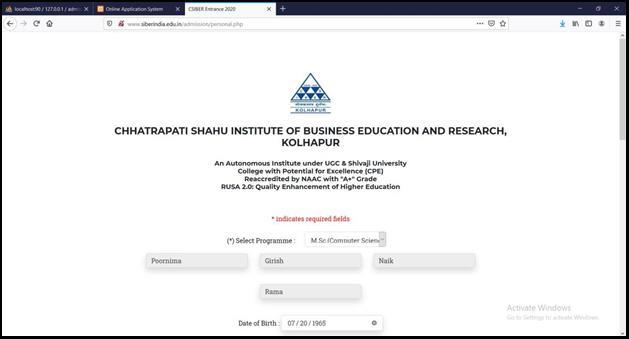 localhost:90 / 127.0.0.1 / admi
Online Application System
CSIBER Entrance 2020
www.siberindia.edu.in/admission/personal.php
KOLHAPUR
CHHATRAPATI SHAHU INSTITUTE OF BUSINESS EDUCATION AND RESEARCH,
KOLHAPUR
An Autonomous Institute under UGC & Shivaji University
College with Potential for Excellence (CPE)
Reaccredited by NAAC with "A+" Grade
RUSA 2.0: Quality Enhancement of Higher Education
* indicates required fields
(*) Select Programme : M.Sc.(Computer Scienc
Poornima Girish Naik
Rama
Date of Birth : 07 / 20 / 1965
Activate Windows
Go to Settings to activate Windows.